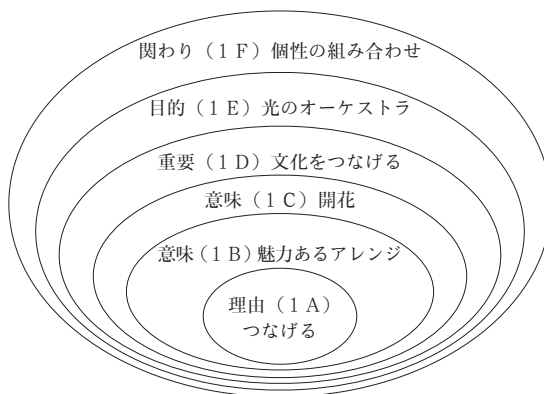 関わり（１Ｆ）個性の組み合わせ
目的（１Ｅ）光のオーケストラ
重要（１Ｄ）文化をつなげる
意味（１Ｃ）開花
意味（１Ｂ）魅力あるアレンジ
理由（１Ａ）
つなげる